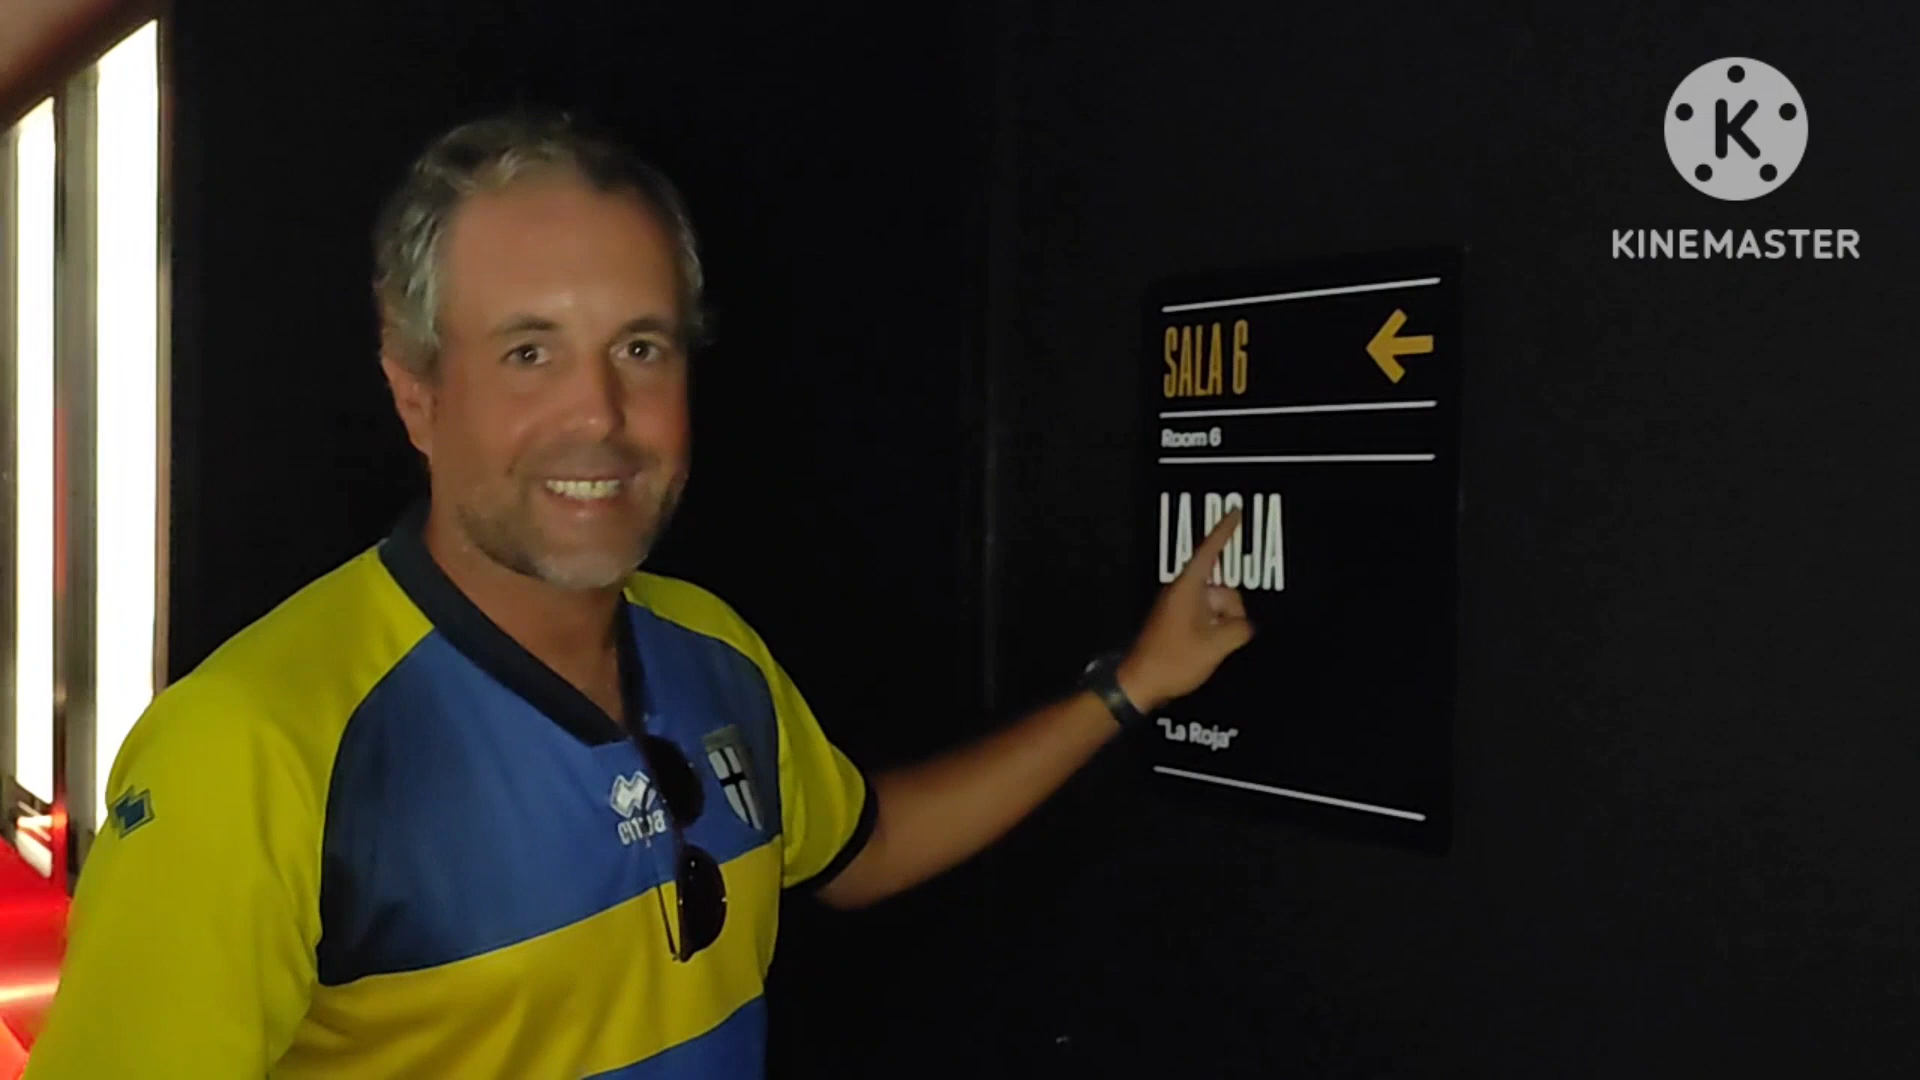 K
KINEMASTER
SALA 6
Room 6
LA ROJA
"La Roja"